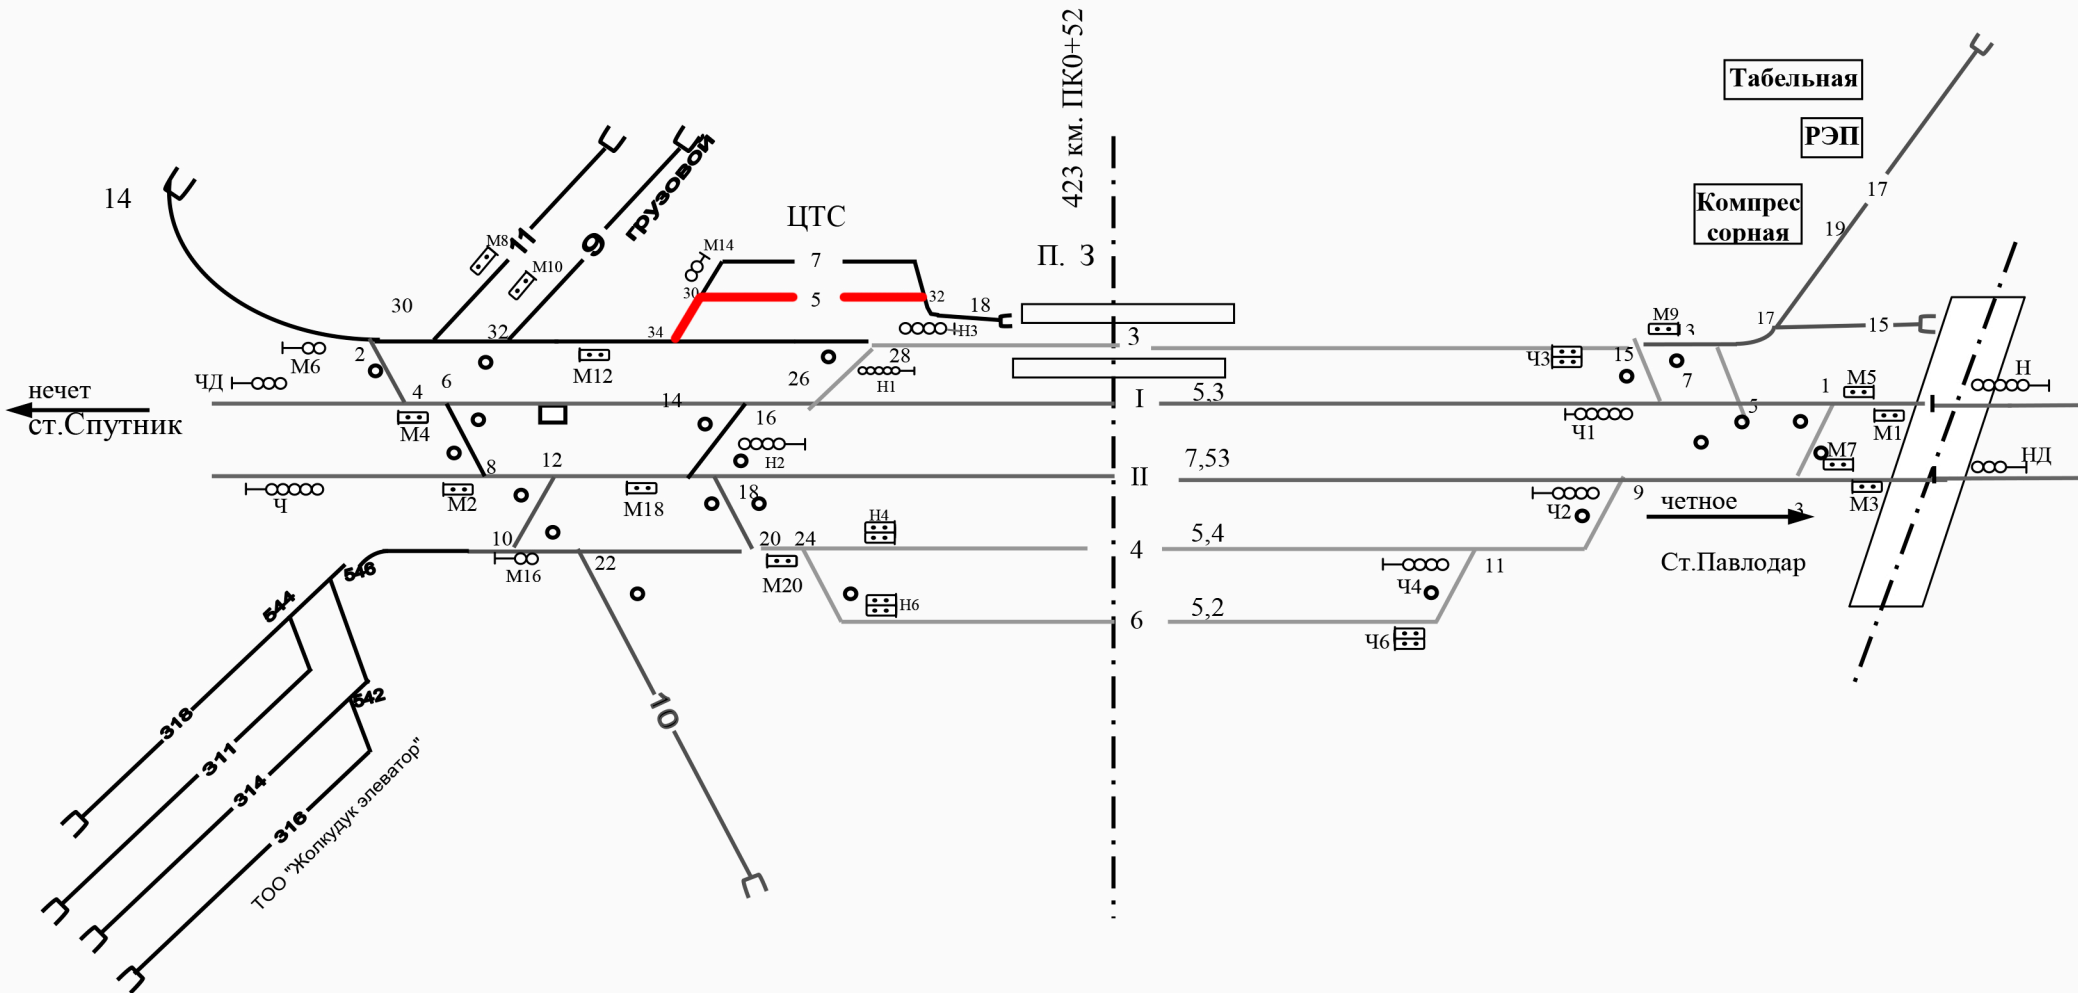 423 км. ПК0+52
Табельная
РЭП
Компрес
сорная
17
19
14
11
9
грузовой
М8
М10
ЦТС
М14
7
П. 3
30
32
34
30
5
32
18
Н3
3
М9
3
17
15
2
М6
ЧД
6
4
М12
28
26
Н1
Ч3
15
7
1
М5
Н
нечет
ст.Спутник
М4
14
16
I
5,3
Ч1
5
М1
8
12
Н2
II
7,53
М7
НД
Ч
М2
М18
18
Н4
Ч2
9
четное
3
М3
10
М16
22
20
24
М20
4
5,4
Ч4
11
Ст.Павлодар
546
544
Н6
6
5,2
Ч6
542
318
311
314
316
10
ТОО "Жолкудук элеватор"